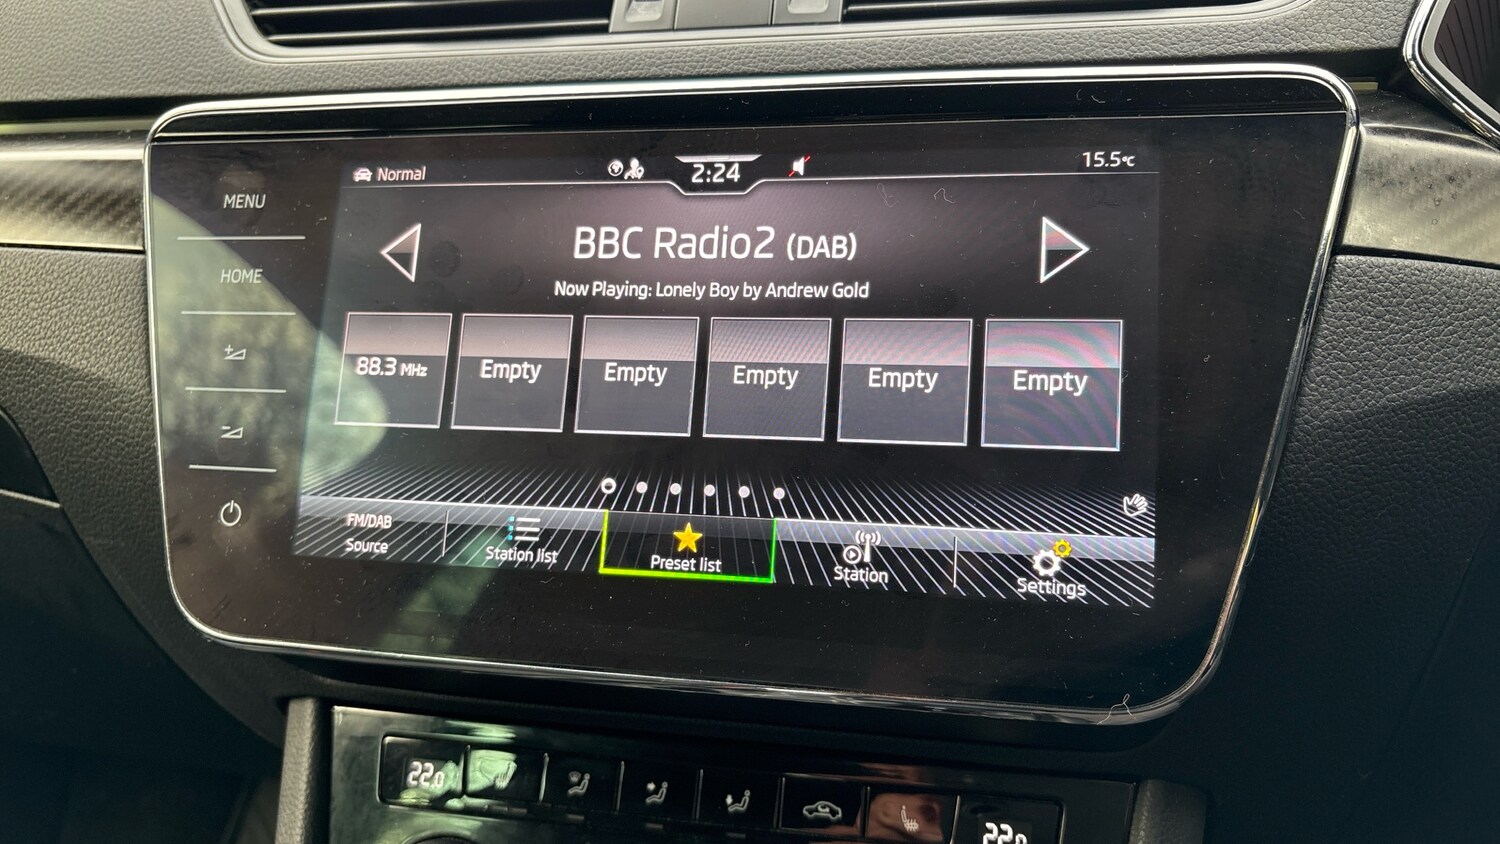 Normal
2:24
15.5°C
MENU
HOME
BBC Radio2 (DAB)
Now Playing: Lonely Boy by Andrew Gold
88.3 MHz
Empty
Empty
Empty
Empty
Empty
FM/DAB
Source
Station list
Preset list
Station
Settings
22.0
22.0